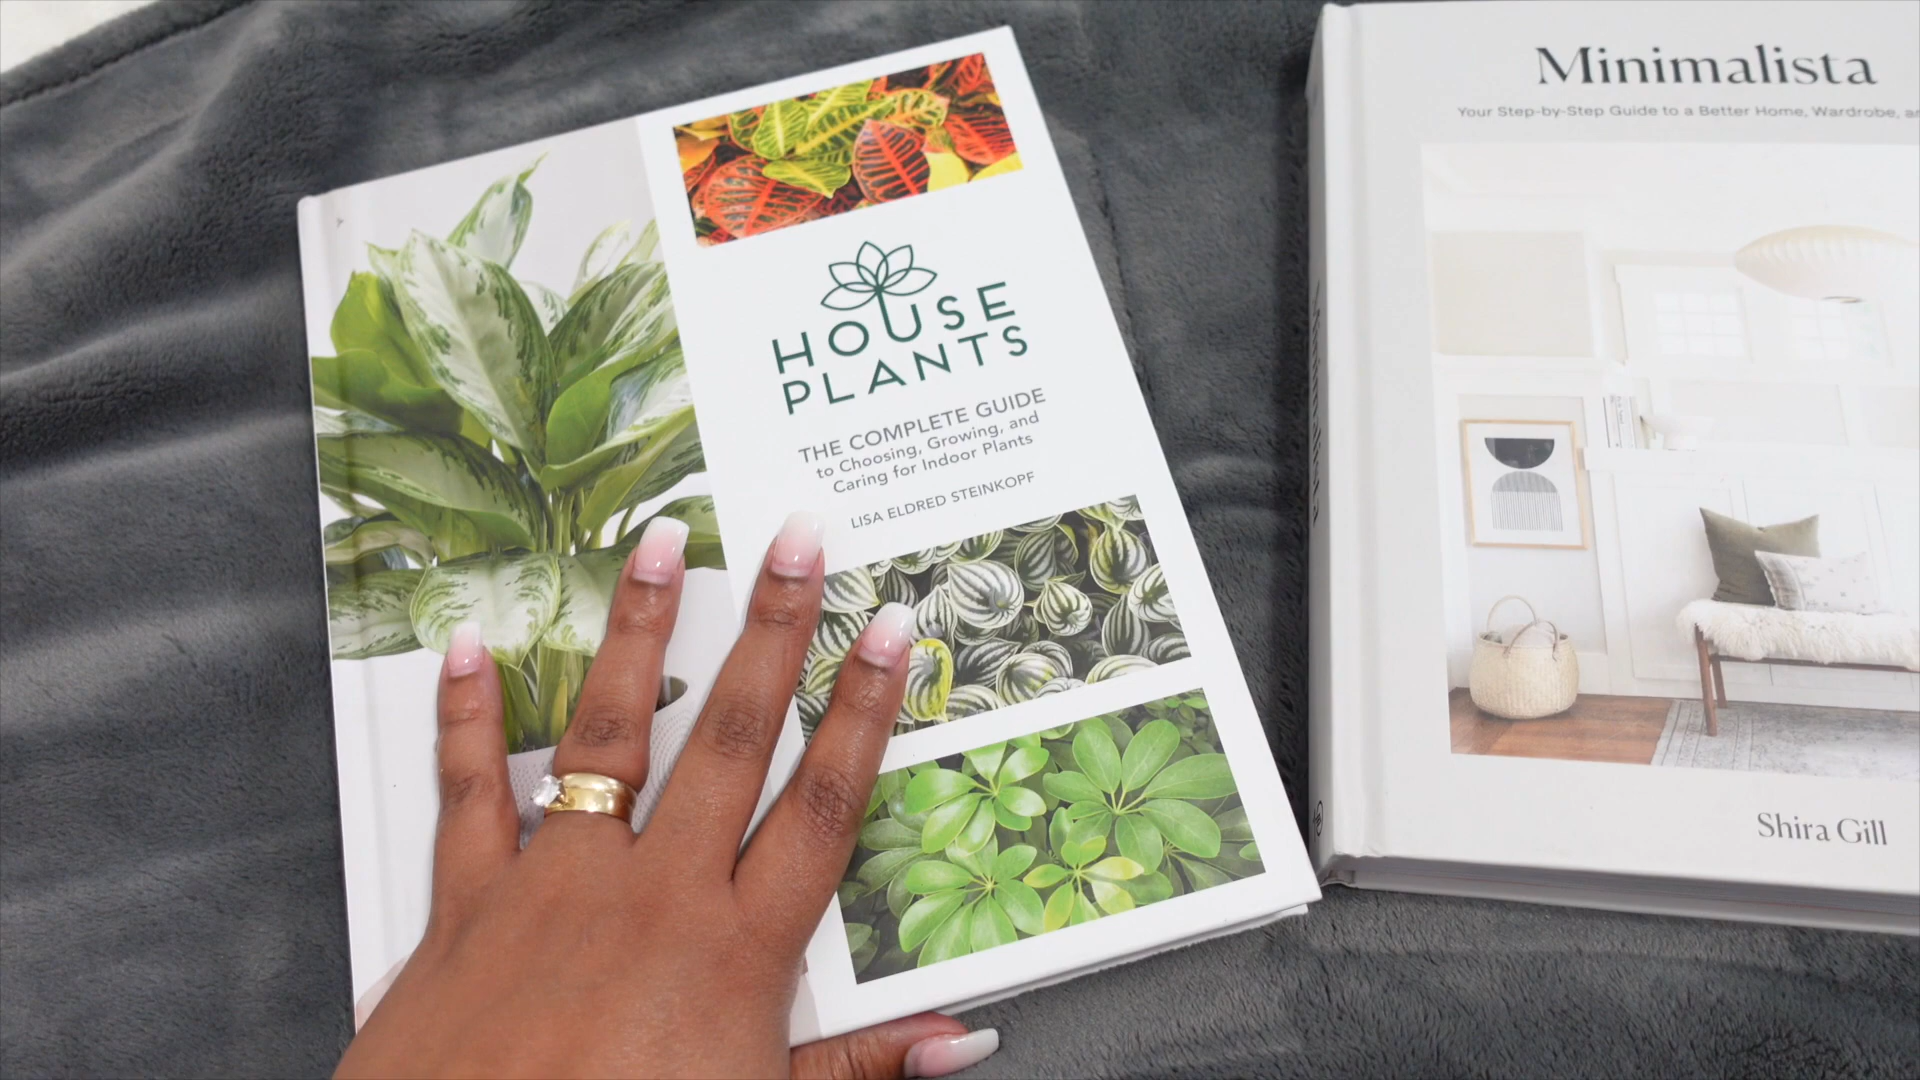 HOUSE
PLANTS
THE COMPLETE GUIDE
to Choosing, Growing, and
Caring for Indoor Plants
LISA ELDRED STEINKOPF
Minimalista
Your Step-by-Step Guide to a Better Home, Wardrobe,
Shira Gill
Minimalista